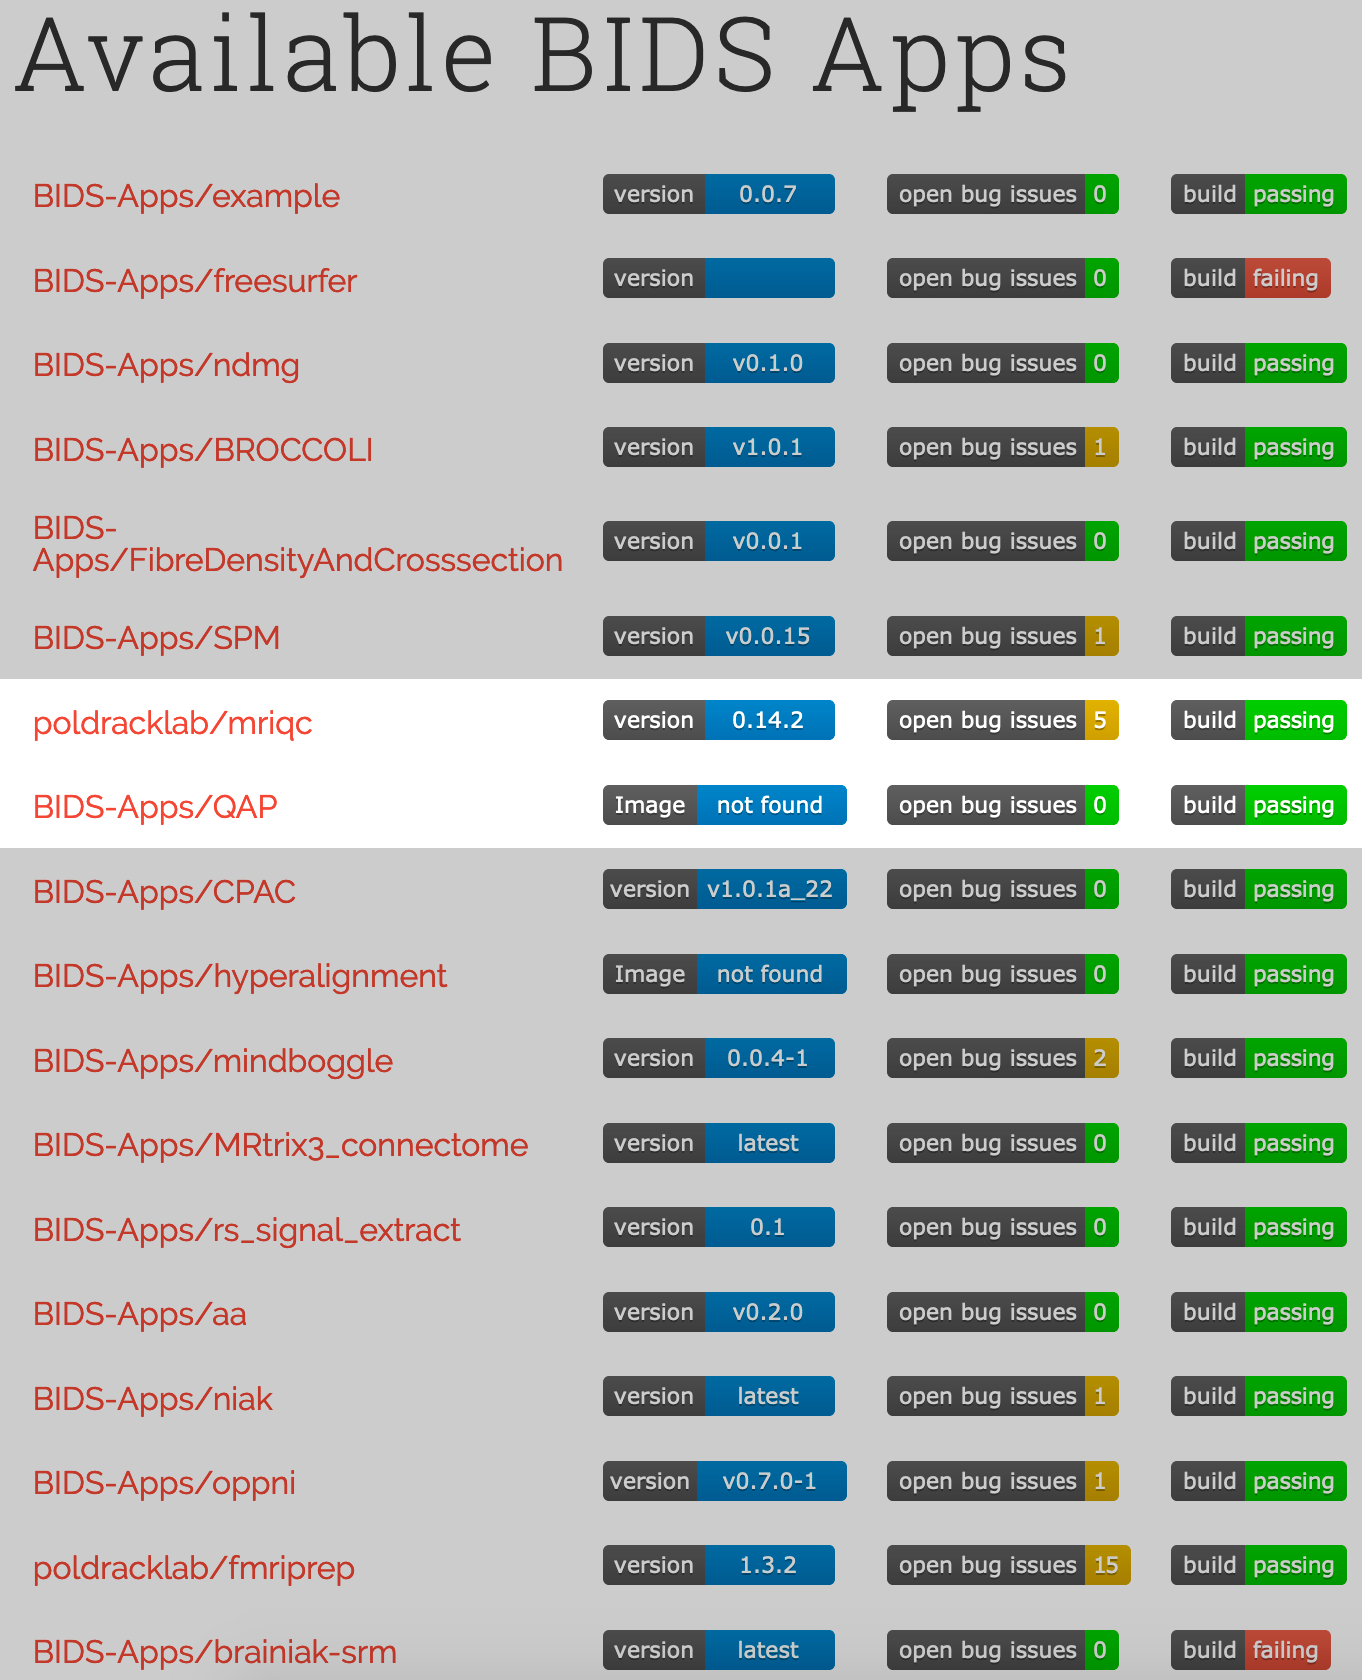 Available BIDS Apps
BIDS-Apps/example version 0.0.7 open bug issues 0 build passing
BIDS-Apps/freesurfer version open bug issues 0 build failing
BIDS-Apps/ndmg version v0.1.0 open bug issues 0 build passing
BIDS-Apps/BROCCOLI version v1.0.1 open bug issues 1 build passing
BIDS-
Apps/FibreDensityAndCrosssection version v0.0.1 open bug issues 0 build passing
BIDS-Apps/SPM version v0.0.15 open bug issues 1 build passing
poldracklab/mriqc version 0.14.2 open bug issues 5 build passing
BIDS-Apps/QAP Image not found open bug issues 0 build passing
BIDS-Apps/CPAC version v1.0.1a_22 open bug issues 0 build passing
BIDS-Apps/hyperalignment Image not found open bug issues 0 build passing
BIDS-Apps/mindboggle version 0.0.4-1 open bug issues 2 build passing
BIDS-Apps/MRtrix3_connectome version latest open bug issues 0 build passing
BIDS-Apps/rs_signal_extract version 0.1 open bug issues 0 build passing
BIDS-Apps/aa version v0.2.0 open bug issues 0 build passing
BIDS-Apps/niak version latest open bug issues 1 build passing
BIDS-Apps/oppni version v0.7.0-1 open bug issues 1 build passing
poldracklab/fmriprep version 1.3.2 open bug issues 15 build passing
BIDS-Apps/brainiak-srm version latest open bug issues 0 build failing